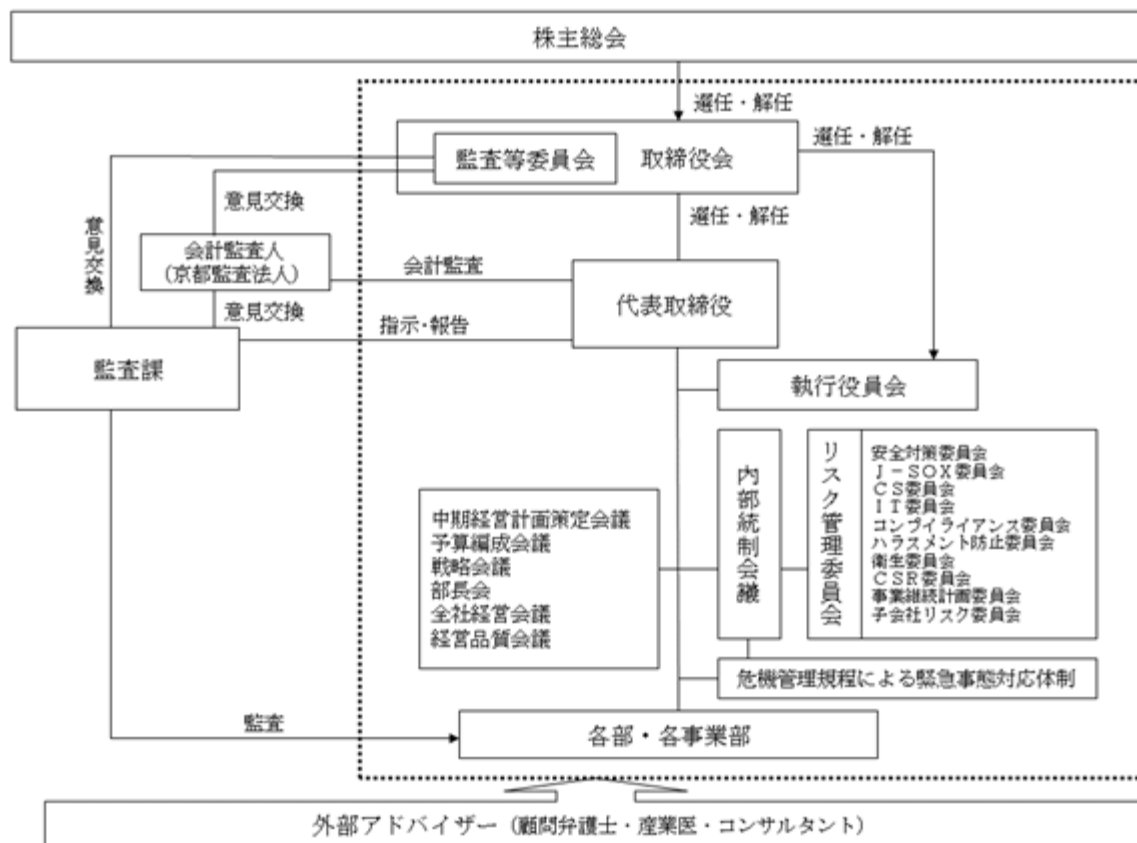 株主総会
選任・解任
監査等委員会
取締役会
選任・解任
意見交換
選任・解任
意見交換
会計監査人
(京都監査法人)
会計監査
代表取締役
意見交換
指示・報告
監査課
執行役員会
中期経営計画策定会議
予算編成会議
戦略会議
部長会
全社経営会議
経営品質会議
内部統制会議
リスク管理委員会
安全対策委員会
J-SOX委員会
CS委員会
IT委員会
コンプイライアンス委員会
ハラスメント防止委員会
衛生委員会
CSR委員会
事業継続計画委員会
子会社リスク委員会
危機管理規程による緊急事態対応体制
監査
各部・各事業部
外部アドバイザー (顧問弁護士・産業医・コンサルタント)